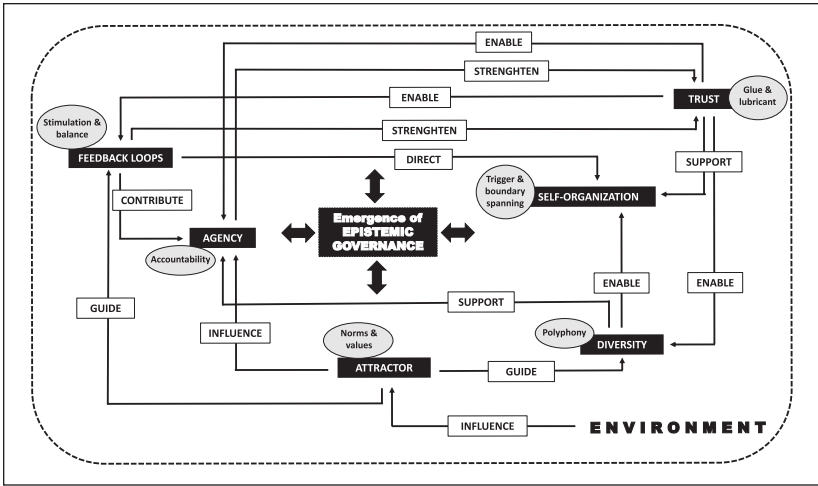 ENABLE
STRENGHTEN
ENABLE
TRUST
Glue &
lubricant
Stimulation &
balance
STRENGHTEN
FEEDBACK LOOPS
DIRECT
SUPPORT
Trigger &
boundary
spanning
SELF-ORGANIZATION
CONTRIBUTE
Emergence of
EPISTEMIC
GOVERNANCE
AGENCY
Accountability
GUIDE
SUPPORT
ENABLE
ENABLE
INFLUENCE
Norms &
values
Polyphony
DIVERSITY
ATTRACTOR
GUIDE
INFLUENCE
ENVIRONMENT